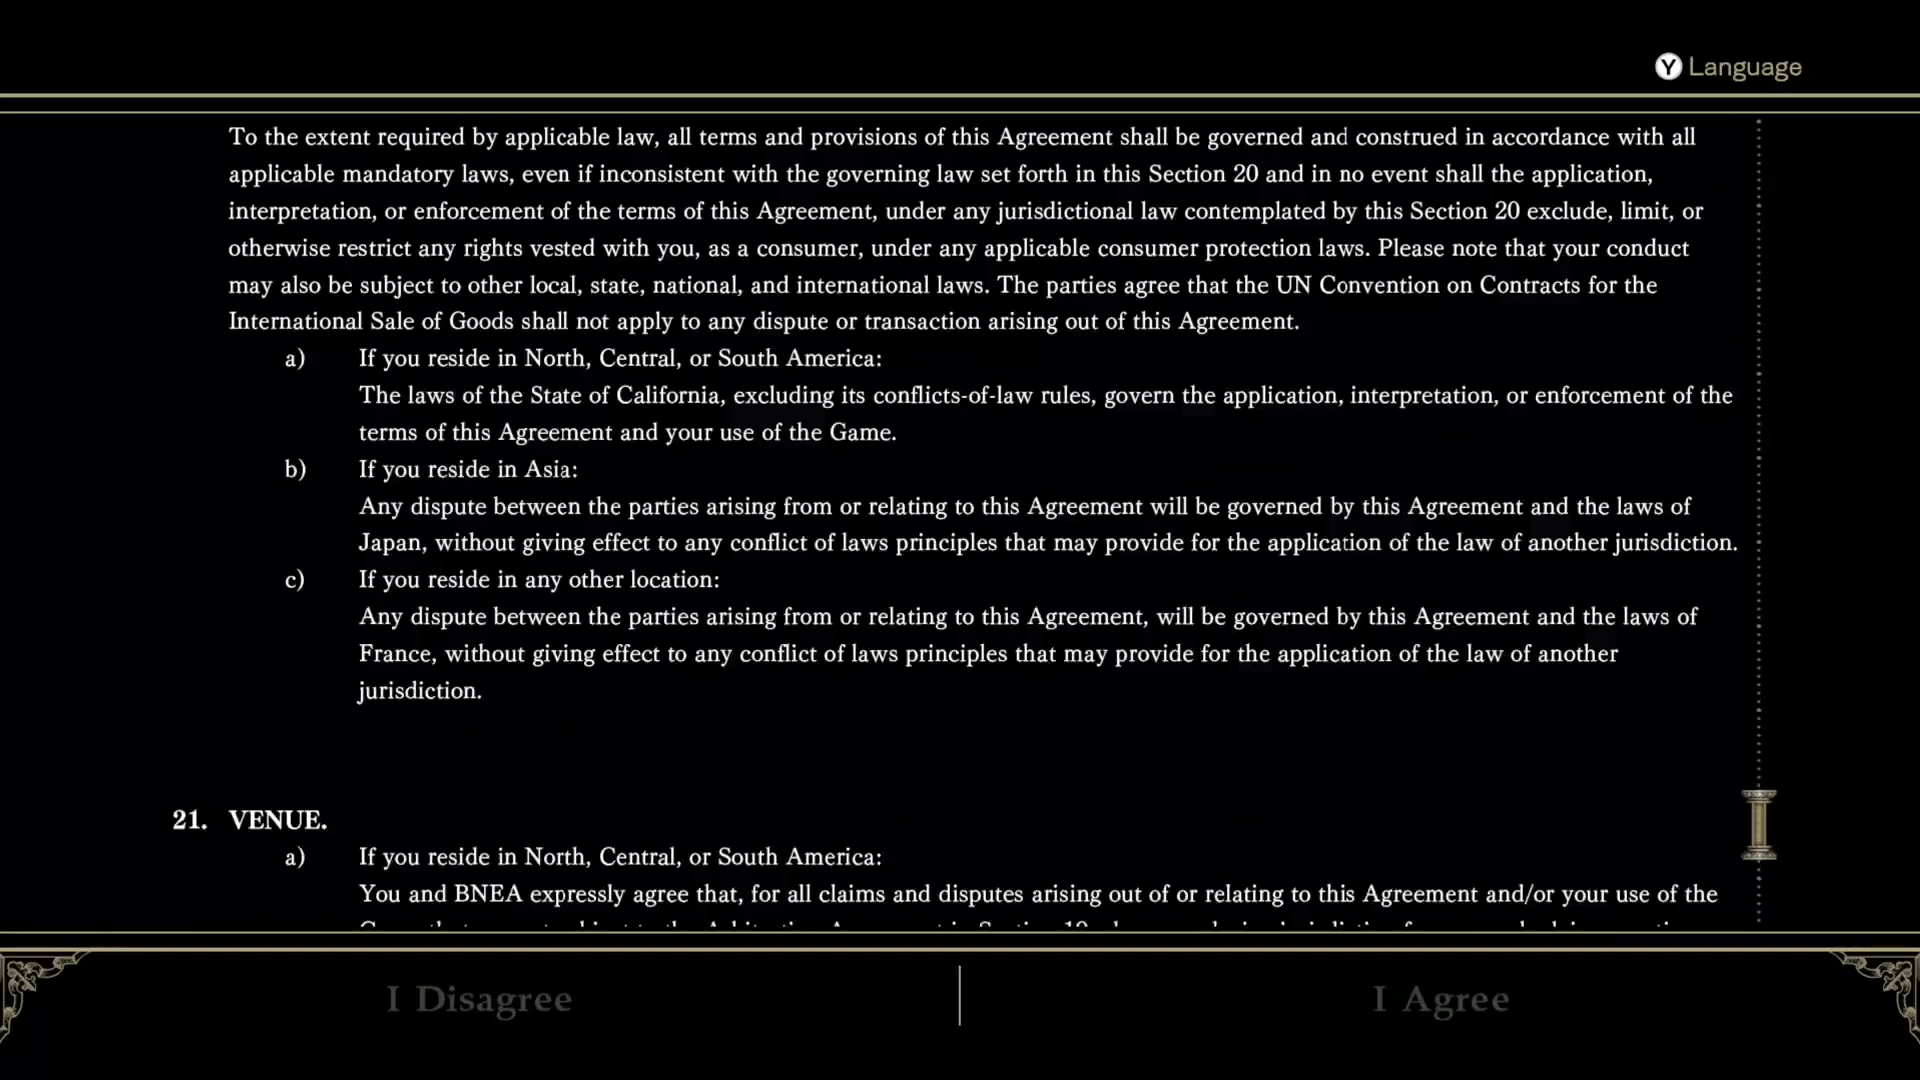 Y Language
To the extent required by applicable law, all terms and provisions of this Agreement shall be governed and construed in accordance with all
applicable mandatory laws, even if inconsistent with the governing law set forth in this Section 20 and in no event shall the application,
interpretation, or enforcement of the terms of this Agreement, under any jurisdictional law contemplated by this Section 20 exclude, limit, or
otherwise restrict any rights vested with you, as a consumer, under any applicable consumer protection laws. Please note that your conduct
may also be subject to other local, state, national, and international laws. The parties agree that the UN Convention on Contracts for the
International Sale of Goods shall not apply to any dispute or transaction arising out of this Agreement.
a) If you reside in North, Central, or South America:
The laws of the State of California, excluding its conflicts-of-law rules, govern the application, interpretation, or enforcement of the
terms of this Agreement and your use of the Game.
b) If you reside in Asia:
Any dispute between the parties arising from or relating to this Agreement will be governed by this Agreement and the laws of
Japan, without giving effect to any conflict of laws principles that may provide for the application of the law of another jurisdiction.
c) If you reside in any other location:
Any dispute between the parties arising from or relating to this Agreement, will be governed by this Agreement and the laws of
France, without giving effect to any conflict of laws principles that may provide for the application of the law of another
jurisdiction.
21. VENUE.
a) If you reside in North, Central, or South America:
You and BNEA expressly agree that, for all claims and disputes arising out of or relating to this Agreement and/or your use of the
I Disagree
I Agree